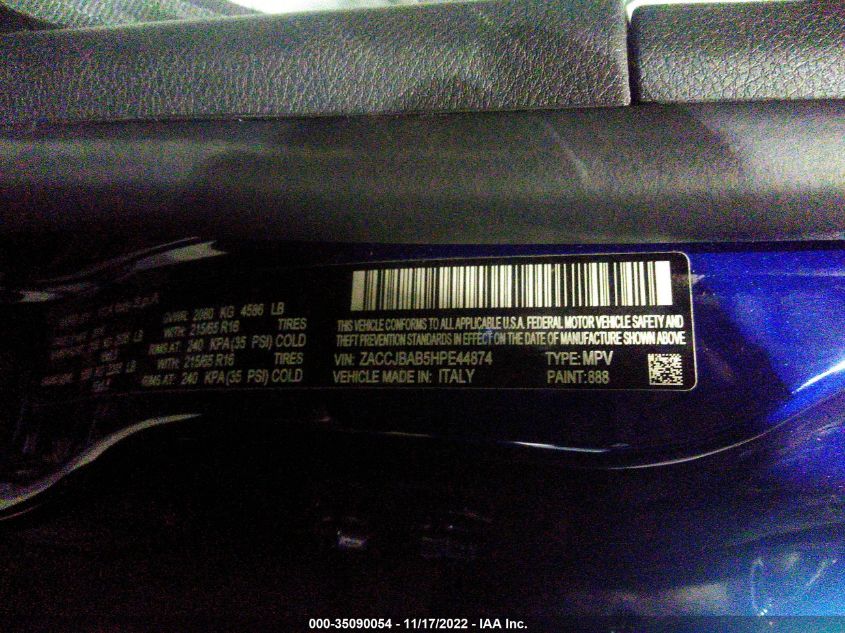 GVWR: 2080 KG 4586 LB
WITH: 215/65 R16 TIRES
RIMS AT: 240 KPA (35 PSI) COLD
WITH: 215/65 R16 TIRES
RIMS AT: 240 KPA (35 PSI) COLD
THIS VEHICLE CONFORMS TO ALL APPLICABLE U.S.A. FEDERAL MOTOR VEHICLE SAFETY AND
THEFT PREVENTION STANDARDS IN EFFECT ON THE DATE OF MANUFACTURE SHOWN ABOVE
VIN: ZACCJBAB5HPE44874 TYPE: MPV
VEHICLE MADE IN: ITALY PAINT: 888
000-35090054 - 11/17/2022 - IAA Inc.